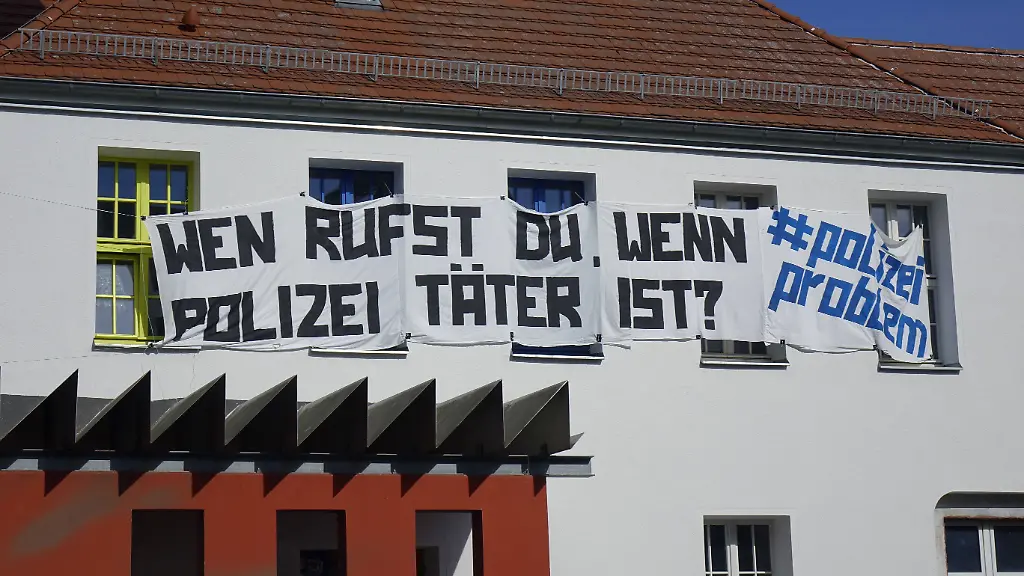 WEN RUFST DU, WENN
POLIZEI TÄTER IST?
#polizei
problem